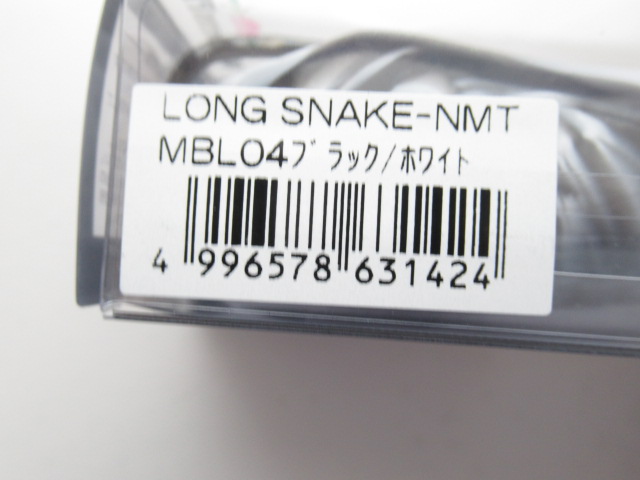 LONG SNAKE-NMT
MBL04ﾌﾞﾗｯｸ/ﾎﾜｲﾄ
4 996578 631424